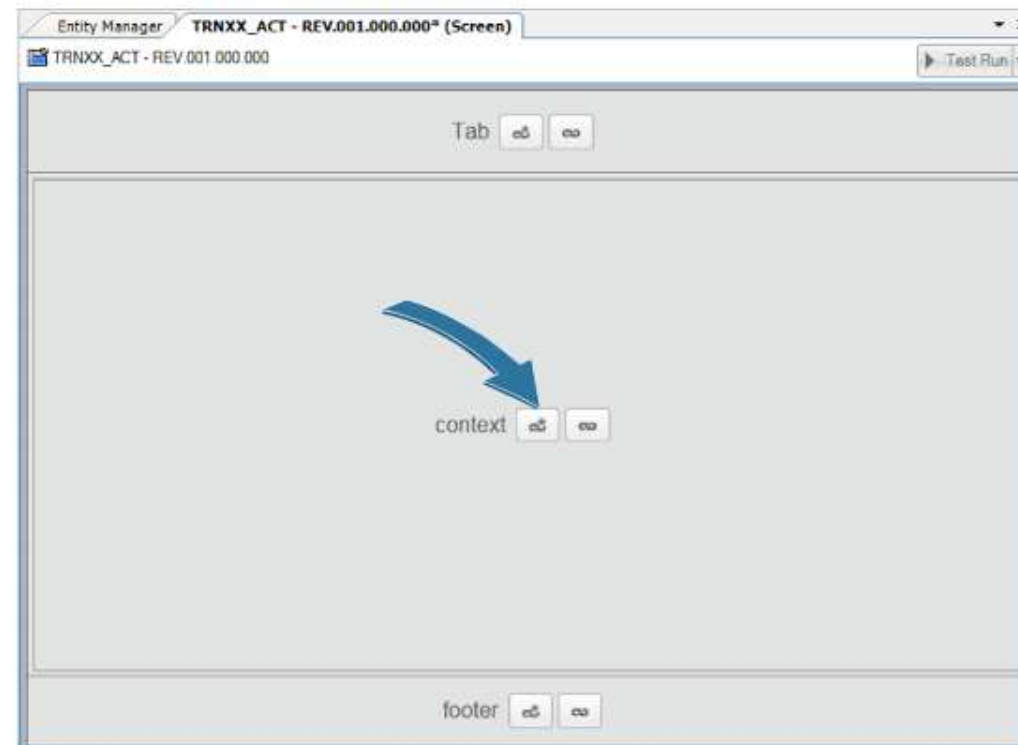 Entity Manager TRNXX_ACT - REV.001.000.000* (Screen)
TRNXX_ACT - REV.001.000.000 Test Run
Tab
context
footer